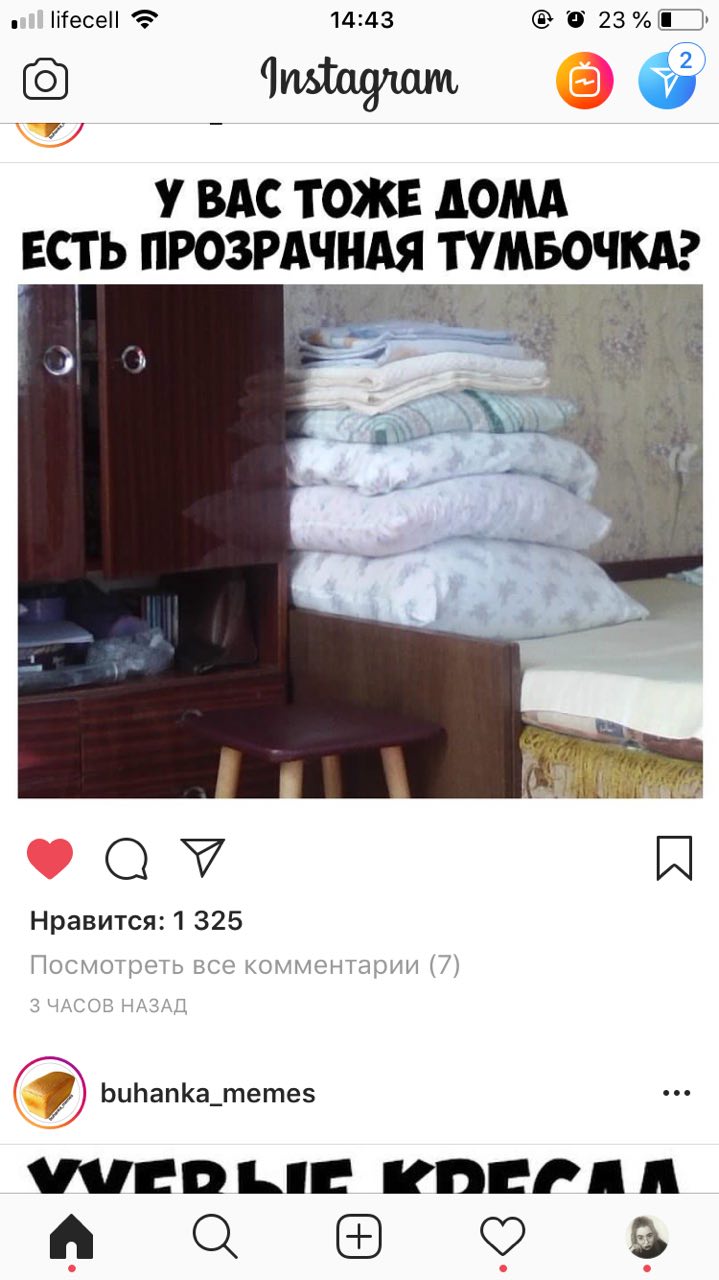 lifecell
14:43
23 %
Instagram
2
У ВАС ТОЖЕ ДОМА
ЕСТЬ ПРОЗРАЧНАЯ ТУМБОЧКА?
Нравится: 1 325
Посмотреть все комментарии (7)
3 ЧАСОВ НАЗАД
buhanka_memes